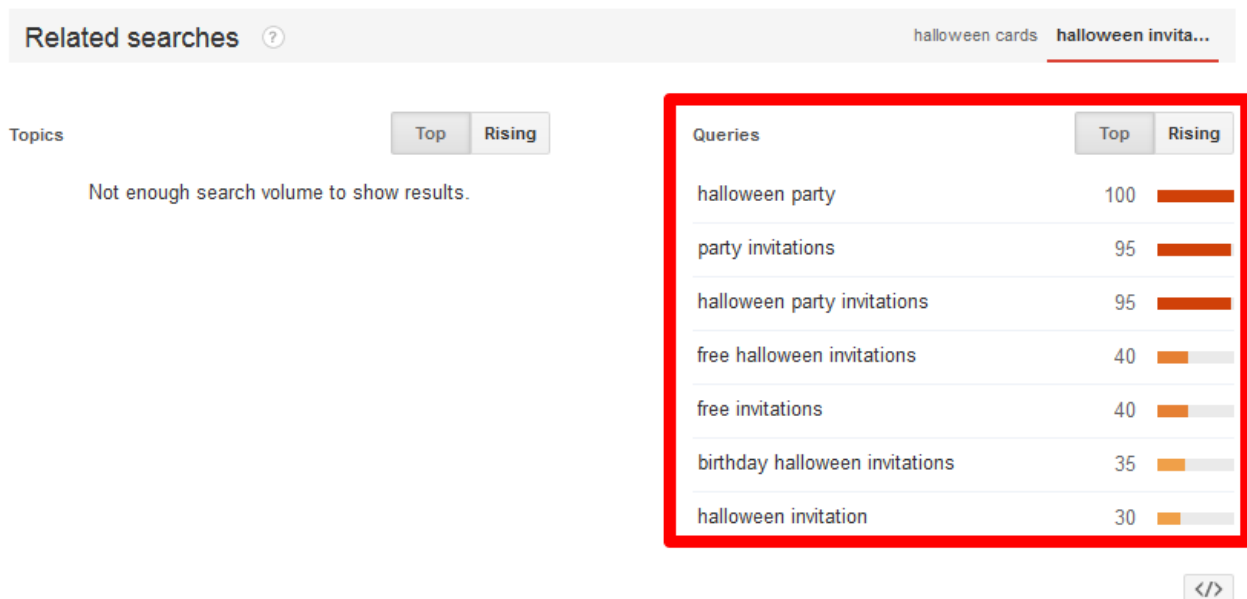 Related searches ?
halloween cards halloween invita...
Topics Top Rising
Not enough search volume to show results.
Queries Top Rising
halloween party 100
party invitations 95
halloween party invitations 95
free halloween invitations 40
free invitations 40
birthday halloween invitations 35
halloween invitation 30
</>